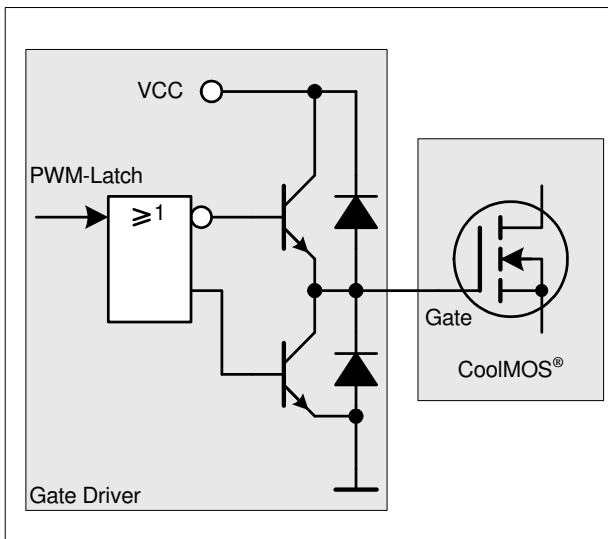 VCC
PWM-Latch
≥1
Gate
CoolMOS®
Gate Driver